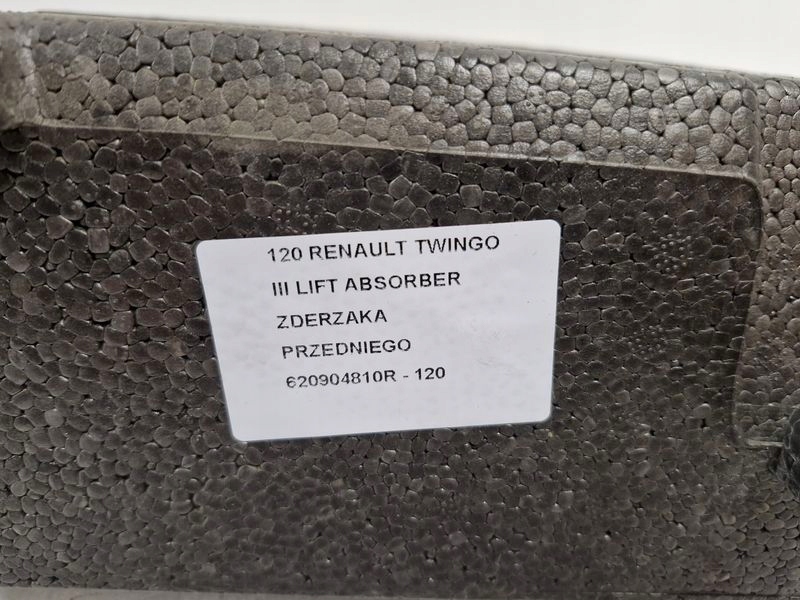 120 RENAULT TWINGO
III LIFT ABSORBER
ZDERZAKA
PRZEDNIEGO
620904810R - 120